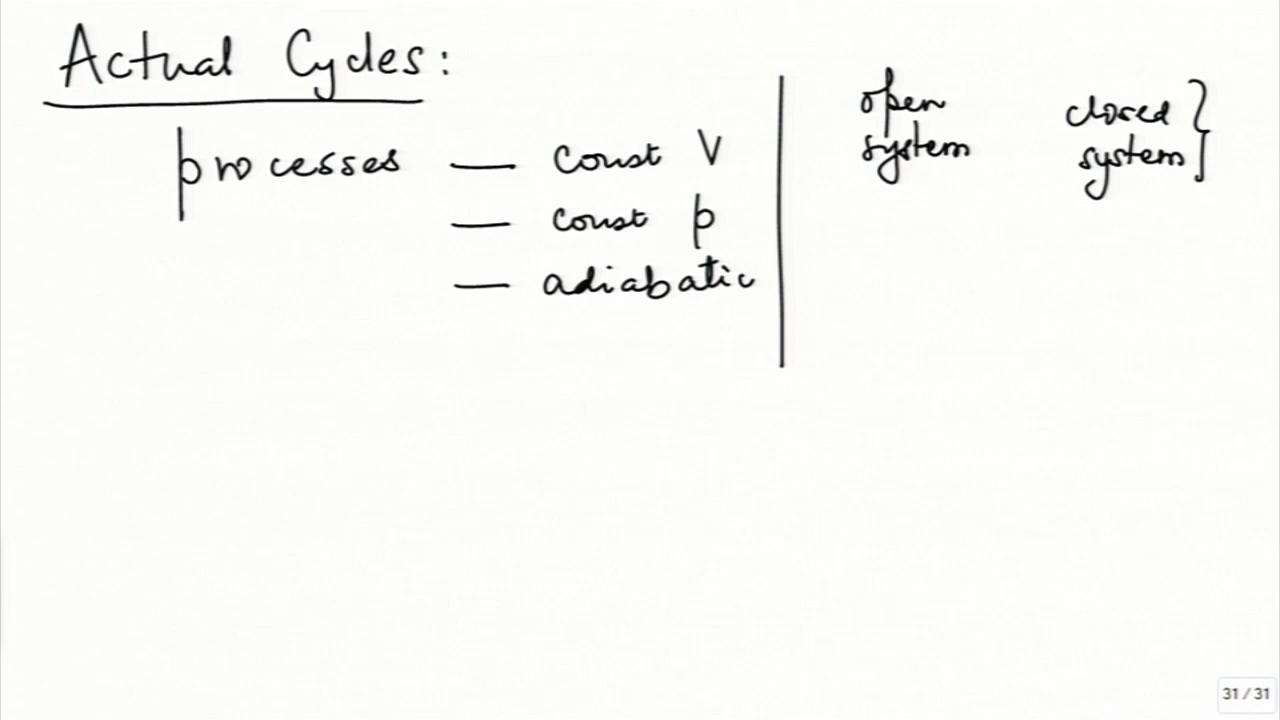 Actual Cycles:
processes — const V
— const p
— adiabatic
open
system
closed
system }
31/31